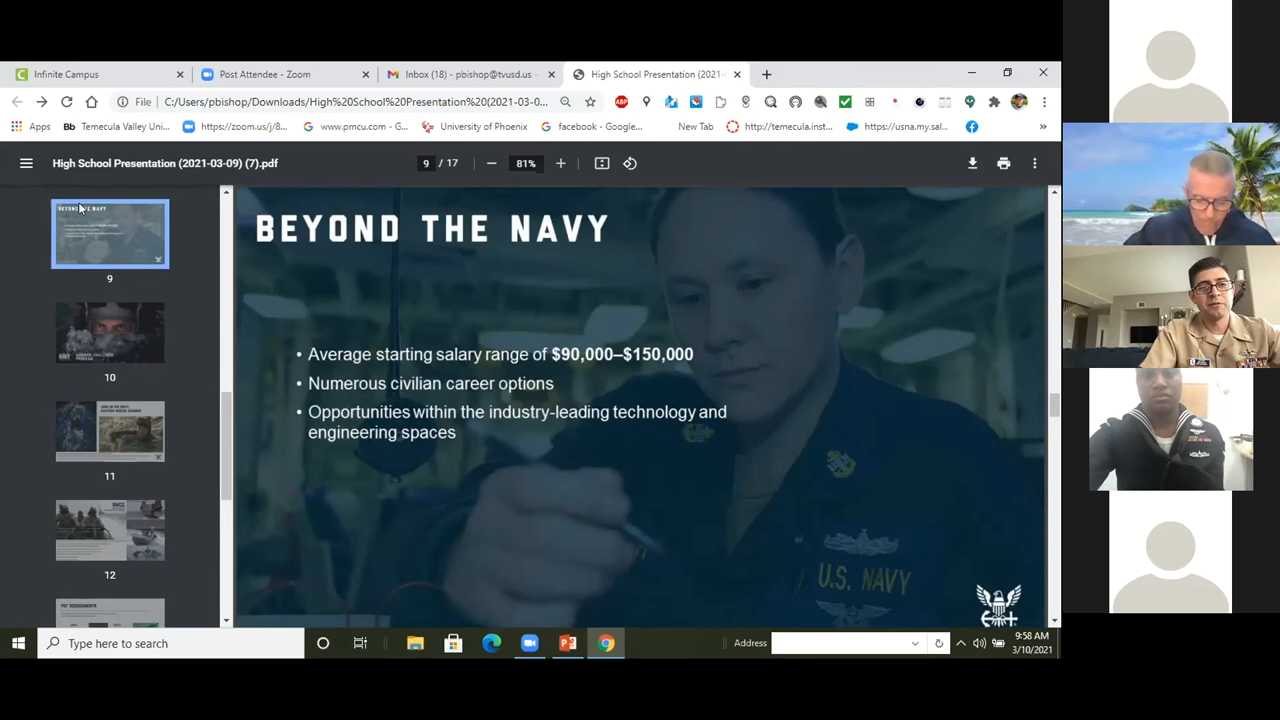 Infinite Campus
Post Attendee - Zoom
Inbox (18) - pbishop@tvusd.us -
High School Presentation (2021-
File
C:/Users/pbishop/Downloads/High%20School%20Presentation%20(2021-03-0...
ABP
Apps
Bb Temecula Valley Uni...
https://zoom.us/j/8...
www.pmcu.com - G...
University of Phoenix
facebook - Google...
New Tab
http://temecula.inst...
https://usna.my.sal...
High School Presentation (2021-03-09) (7).pdf
9 / 17
81%
BEYOND THE NAVY
9
10
11
12
BEYOND THE NAVY
• Average starting salary range of $90,000–$150,000
• Numerous civilian career options
• Opportunities within the industry-leading technology and
engineering spaces
U.S. NAVY
Type here to search
Address
9:58 AM
3/10/2021